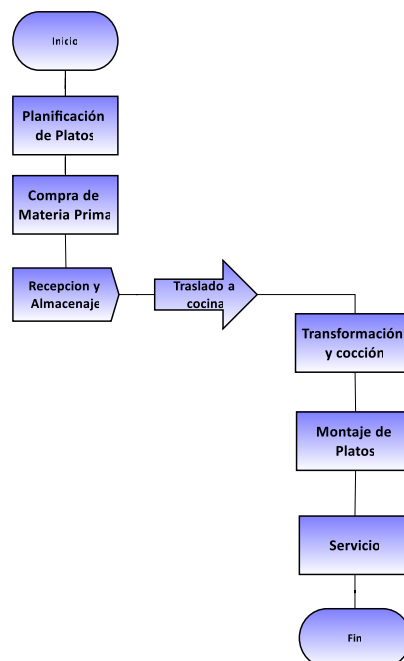 Inicio
Planificación
de Platos
Compra de
Materia Prima
Recepcion y
Almacenaje
Traslado a
cocina
Transformación
y cocción
Montaje de
Platos
Servicio
Fin